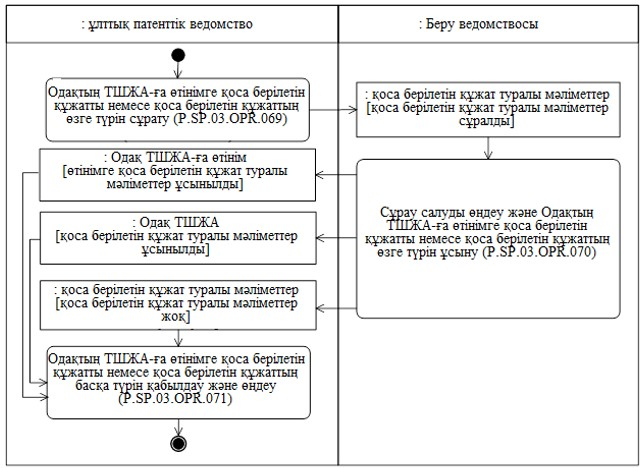 : ұлттық патенттік ведомство
: Беру ведомствосы
Одақтың ТШЖА-ға өтінімге қоса берілетін
құжатты немесе қоса берілетін құжаттың
өзге түрін сұрату (P.SP.03.OPR.069)
: қоса берілетін құжат туралы мәліметтер
[қоса берілетін құжат туралы мәліметтер
сұралды]
: Одақ ТШЖА-ға өтінім
[өтінімге қоса берілетін құжат туралы
мәліметтер ұсынылды]
Сұрау салуды өңдеу және Одақтың
ТШЖА-ға өтінімге қоса берілетін
құжатты немесе қоса берілетін құжаттың
өзге түрін ұсыну (P.SP.03.OPR.070)
: Одақ ТШЖА
[қоса берілетін құжат туралы мәліметтер
ұсынылды]
: қоса берілетін құжат туралы мәліметтер
[қоса берілетін құжат туралы мәліметтер
жоқ]
Одақтың ТШЖА-ға өтінімге қоса берілетін
құжатты немесе қоса берілетін құжаттың
басқа түрін қабылдау және өңдеу
(P.SP.03.OPR.071)